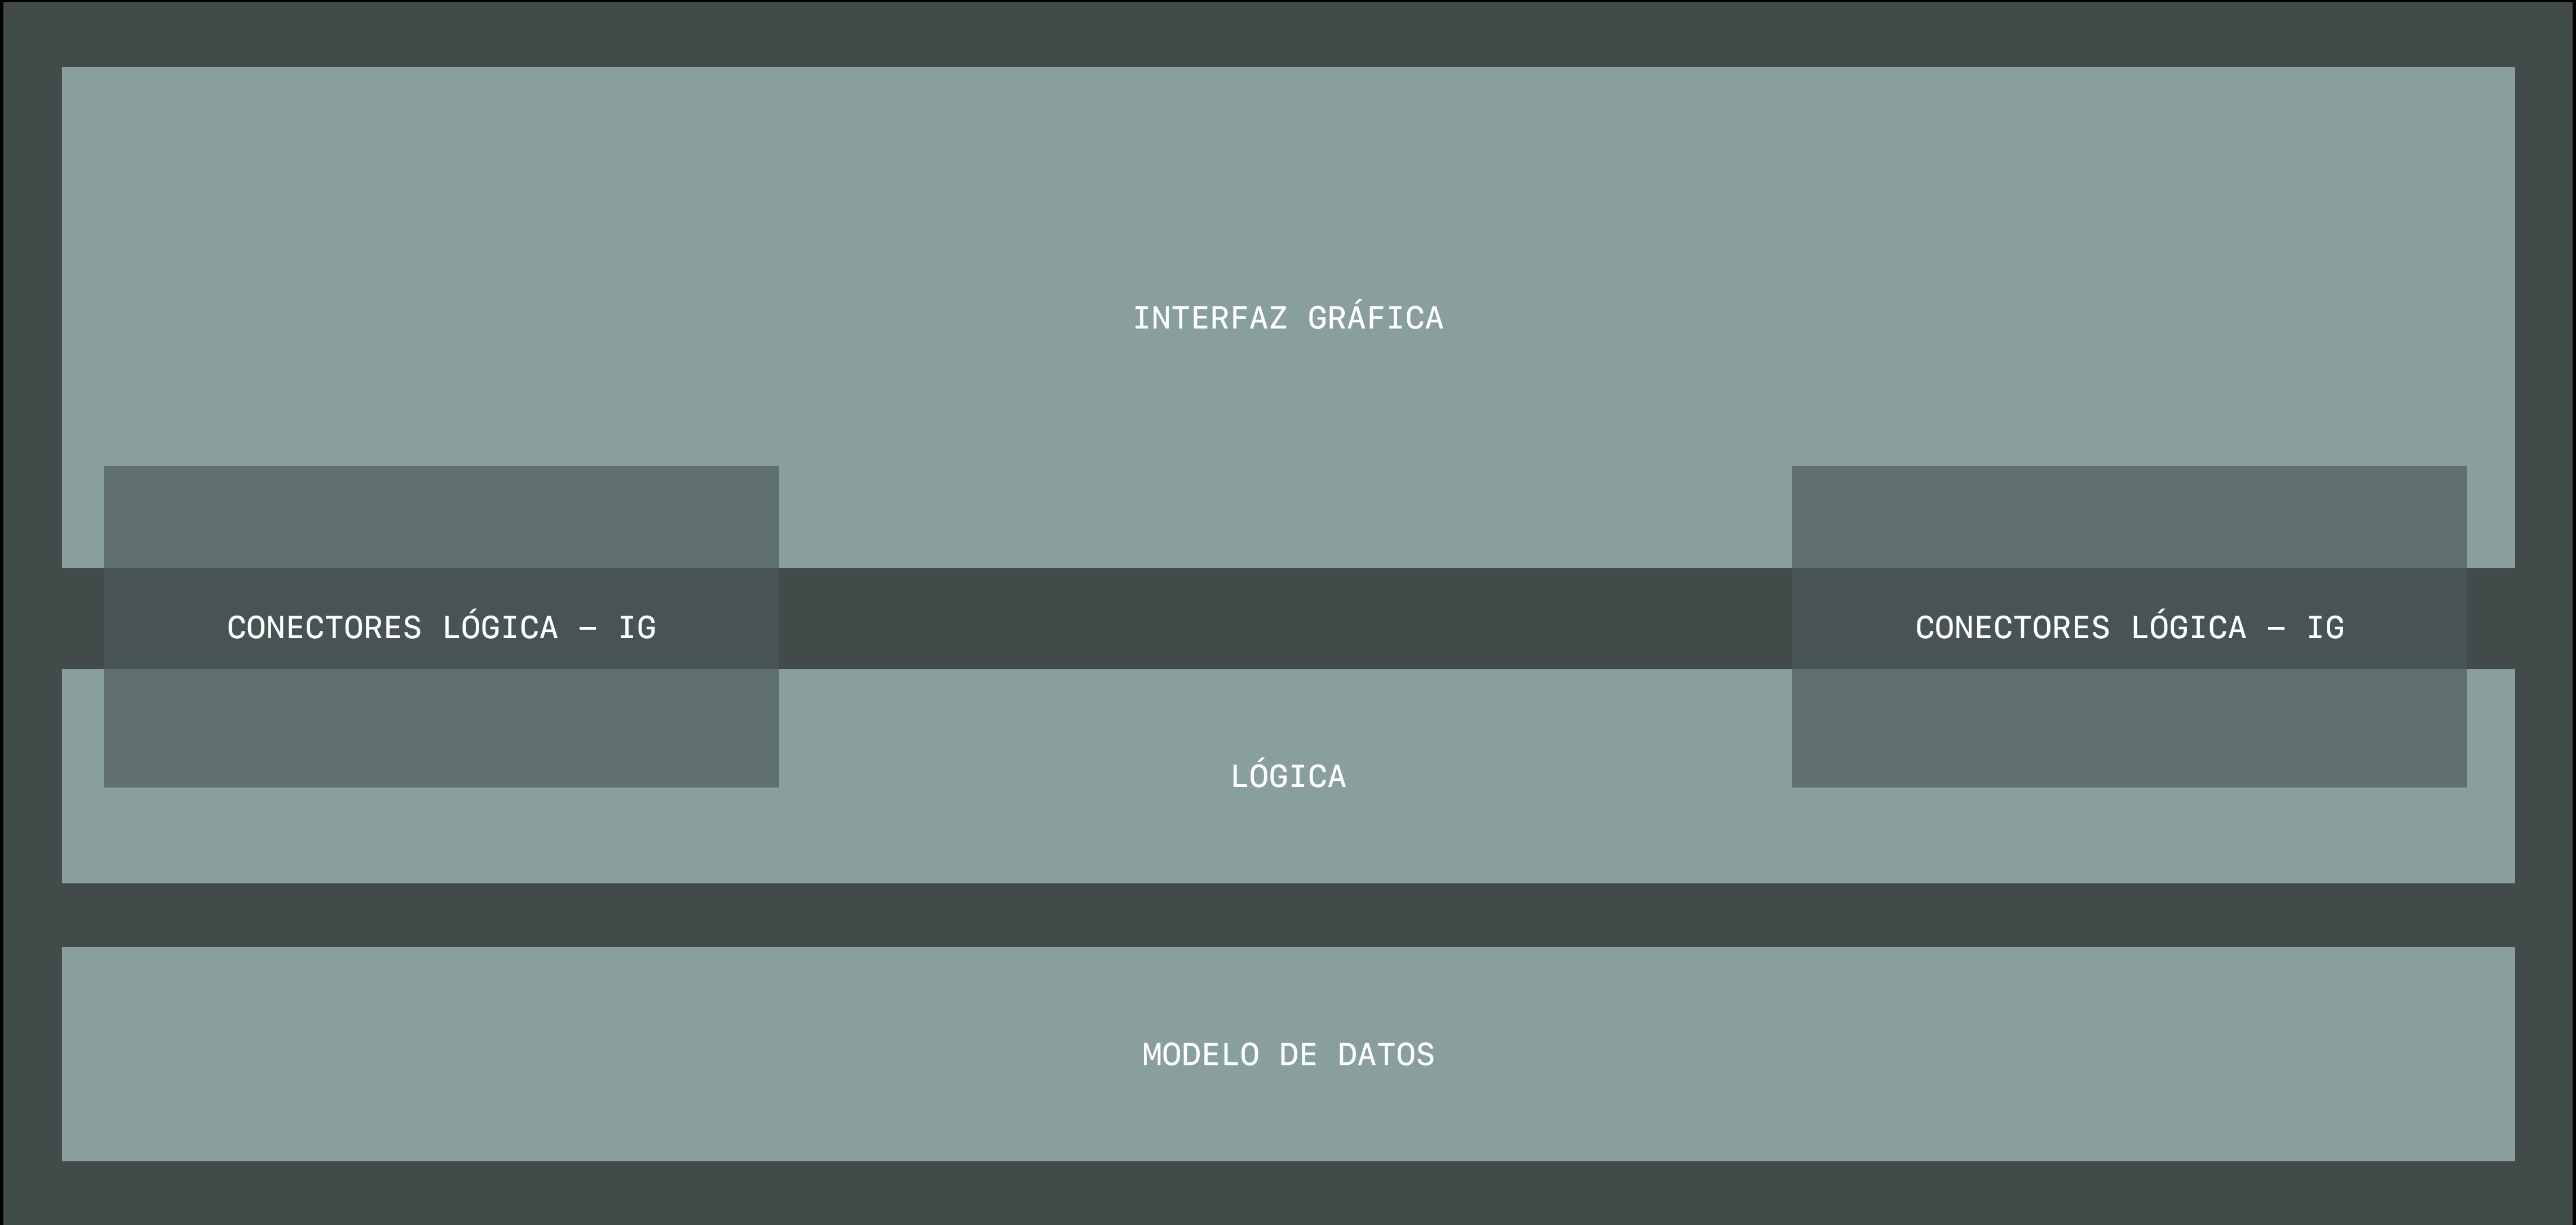 INTERFAZ GRÁFICA
CONECTORES LÓGICA – IG
CONECTORES LÓGICA – IG
LÓGICA
MODELO DE DATOS